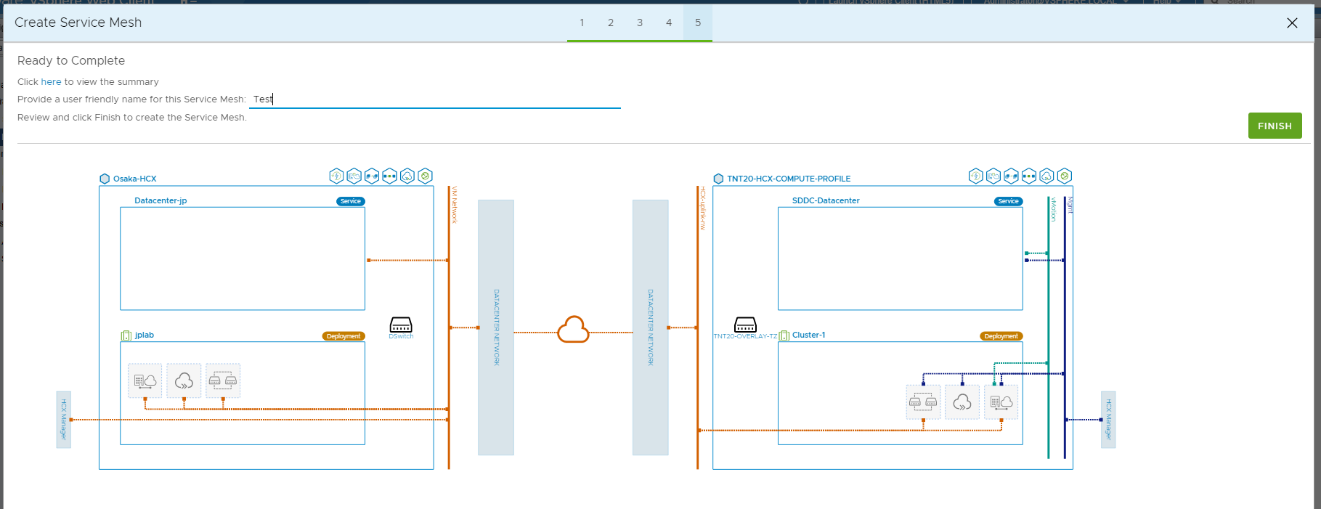 Create Service Mesh
1 2 3 4 5
Ready to Complete
Click here to view the summary
Provide a user friendly name for this Service Mesh: Test
Review and click Finish to create the Service Mesh.
FINISH
Osaka-HCX
Datacenter-jp
Service
VM Network
DATACENTER NETWORK
jplab
Deployment
DSwitch
HCX Manager
DATACENTER NETWORK
TNT20-HCX-COMPUTE-PROFILE
SDDC-Datacenter
Service
vMotion
Mgmt
TNT20-OVERLAY-TZ
Cluster-1
Deployment
HCX Manager